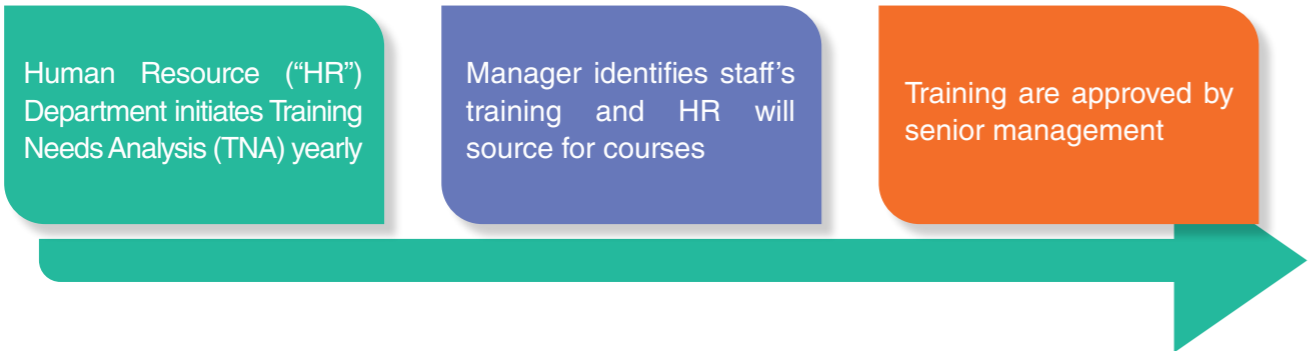 Human Resource (“HR”)
Department initiates Training
Needs Analysis (TNA) yearly
Manager identifies staff’s
training and HR will
source for courses
Training are approved by
senior management